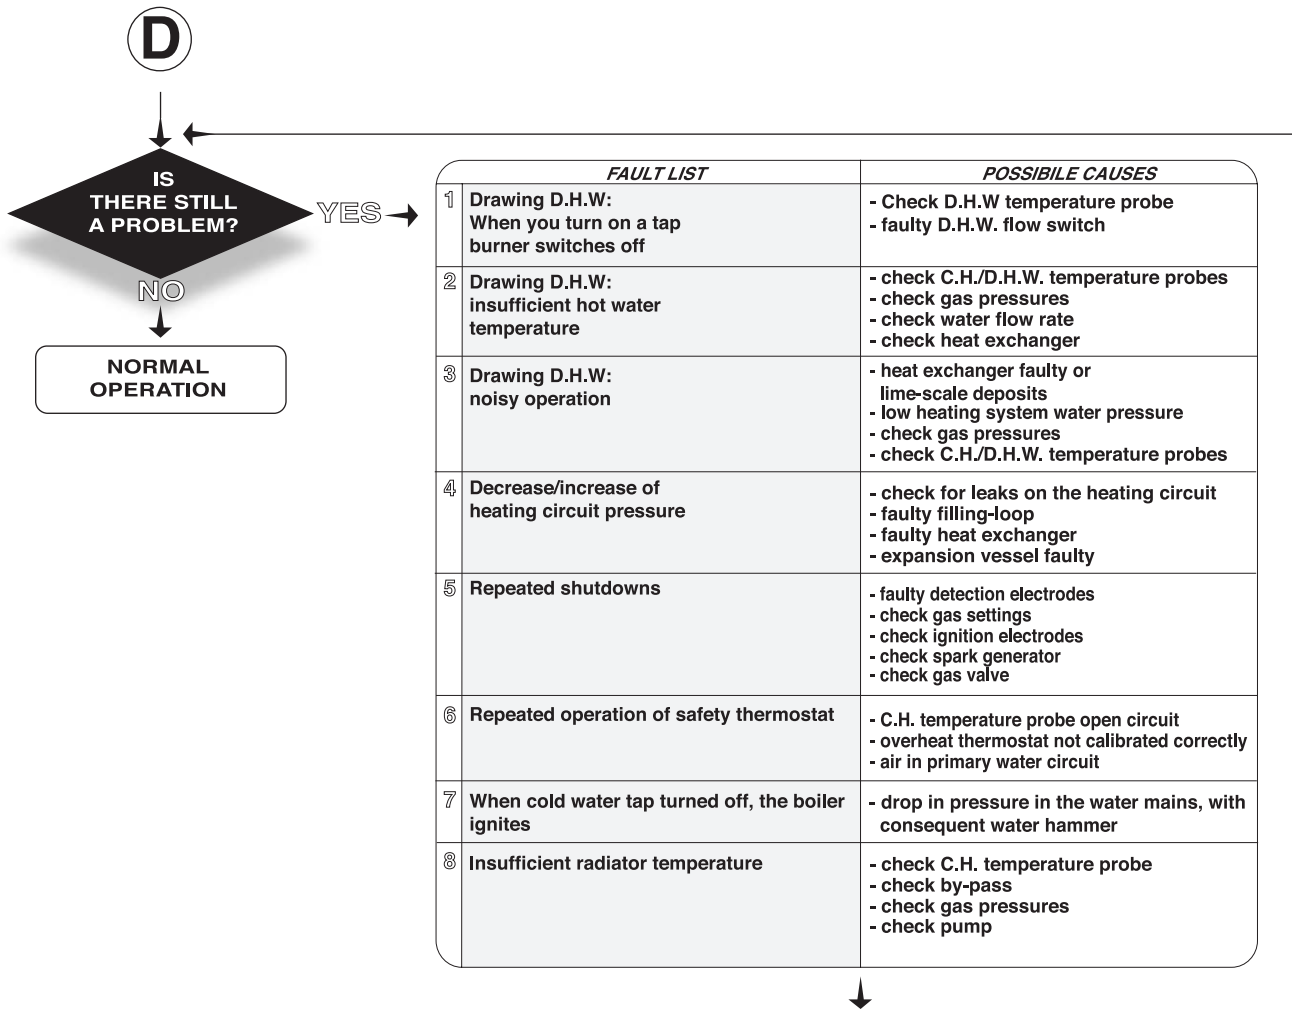 D
IS
THERE STILL
A PROBLEM?
YES
NO
NORMAL
OPERATION
FAULT LIST
POSSIBILE CAUSES
1
Drawing D.H.W:
When you turn on a tap
burner switches off
- Check D.H.W temperature probe
- faulty D.H.W. flow switch
2
Drawing D.H.W:
insufficient hot water
temperature
- check C.H./D.H.W. temperature probes
- check gas pressures
- check water flow rate
- check heat exchanger
3
Drawing D.H.W:
noisy operation
- heat exchanger faulty or
lime-scale deposits
- low heating system water pressure
- check gas pressures
- check C.H./D.H.W. temperature probes
4
Decrease/increase of
heating circuit pressure
- check for leaks on the heating circuit
- faulty filling-loop
- faulty heat exchanger
- expansion vessel faulty
5
Repeated shutdowns
- faulty detection electrodes
- check gas settings
- check ignition electrodes
- check spark generator
- check gas valve
6
Repeated operation of safety thermostat
- C.H. temperature probe open circuit
- overheat thermostat not calibrated correctly
- air in primary water circuit
7
When cold water tap turned off, the boiler
ignites
- drop in pressure in the water mains, with
consequent water hammer
8
Insufficient radiator temperature
- check C.H. temperature probe
- check by-pass
- check gas pressures
- check pump